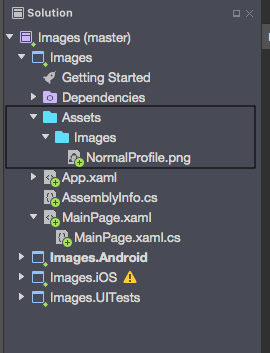 Solution
Images (master)
Images
Getting Started
Dependencies
Assets
Images
NormalProfile.png
App.xaml
AssemblyInfo.cs
MainPage.xaml
MainPage.xaml.cs
Images.Android
Images.iOS
Images.UITests